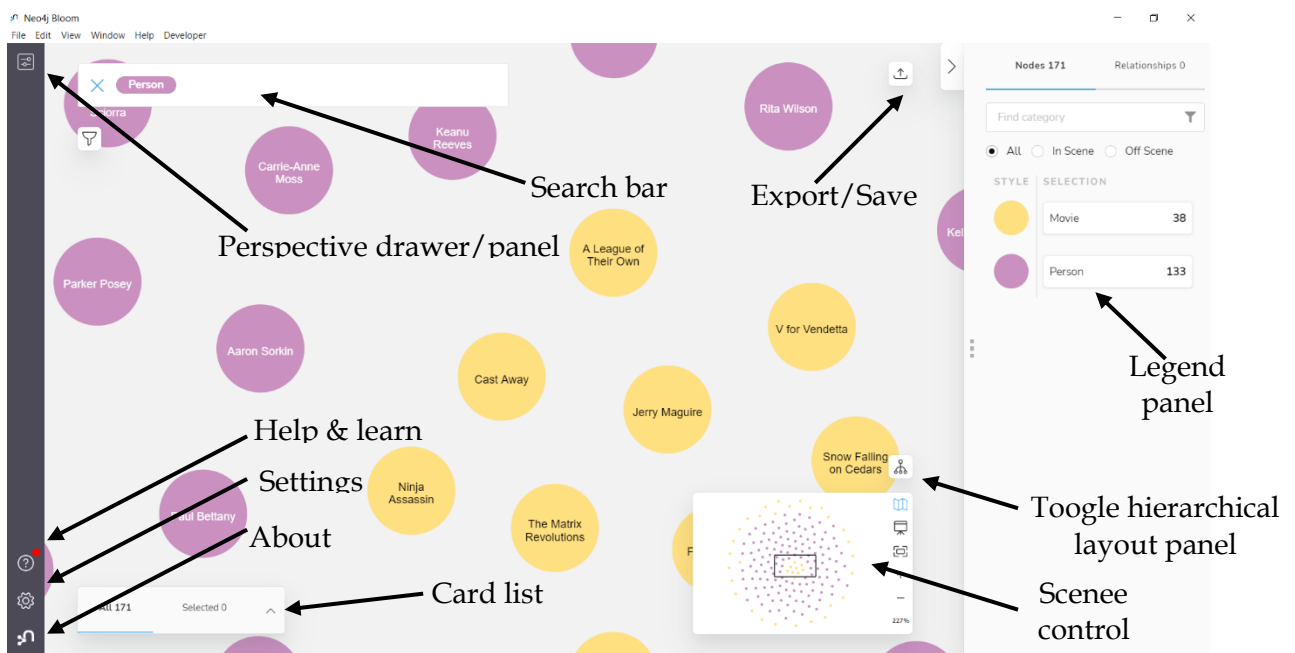 Neo4j Bloom
File Edit View Window Help Developer
Person
Sciorra
Keanu
Reeves
Rita Wilson
Carrie-Anne
Moss
Search bar
Export/Save
Perspective drawer/panel
A League of
Their Own
Kel
Parker Posey
V for Vendetta
Aaron Sorkin
Cast Away
Jerry Maguire
Help & learn
Settings
About
Snow Falling
on Cedars
Ninja
Assassin
Paul Bettany
The Matrix
Revolutions
F
Card list
All 171
Selected 0
227%
Nodes 171
Relationships 0
Find category
All In Scene Off Scene
STYLE SELECTION
Movie 38
Person 133
Legend
panel
Toogle hierarchical
layout panel
Scenee
control